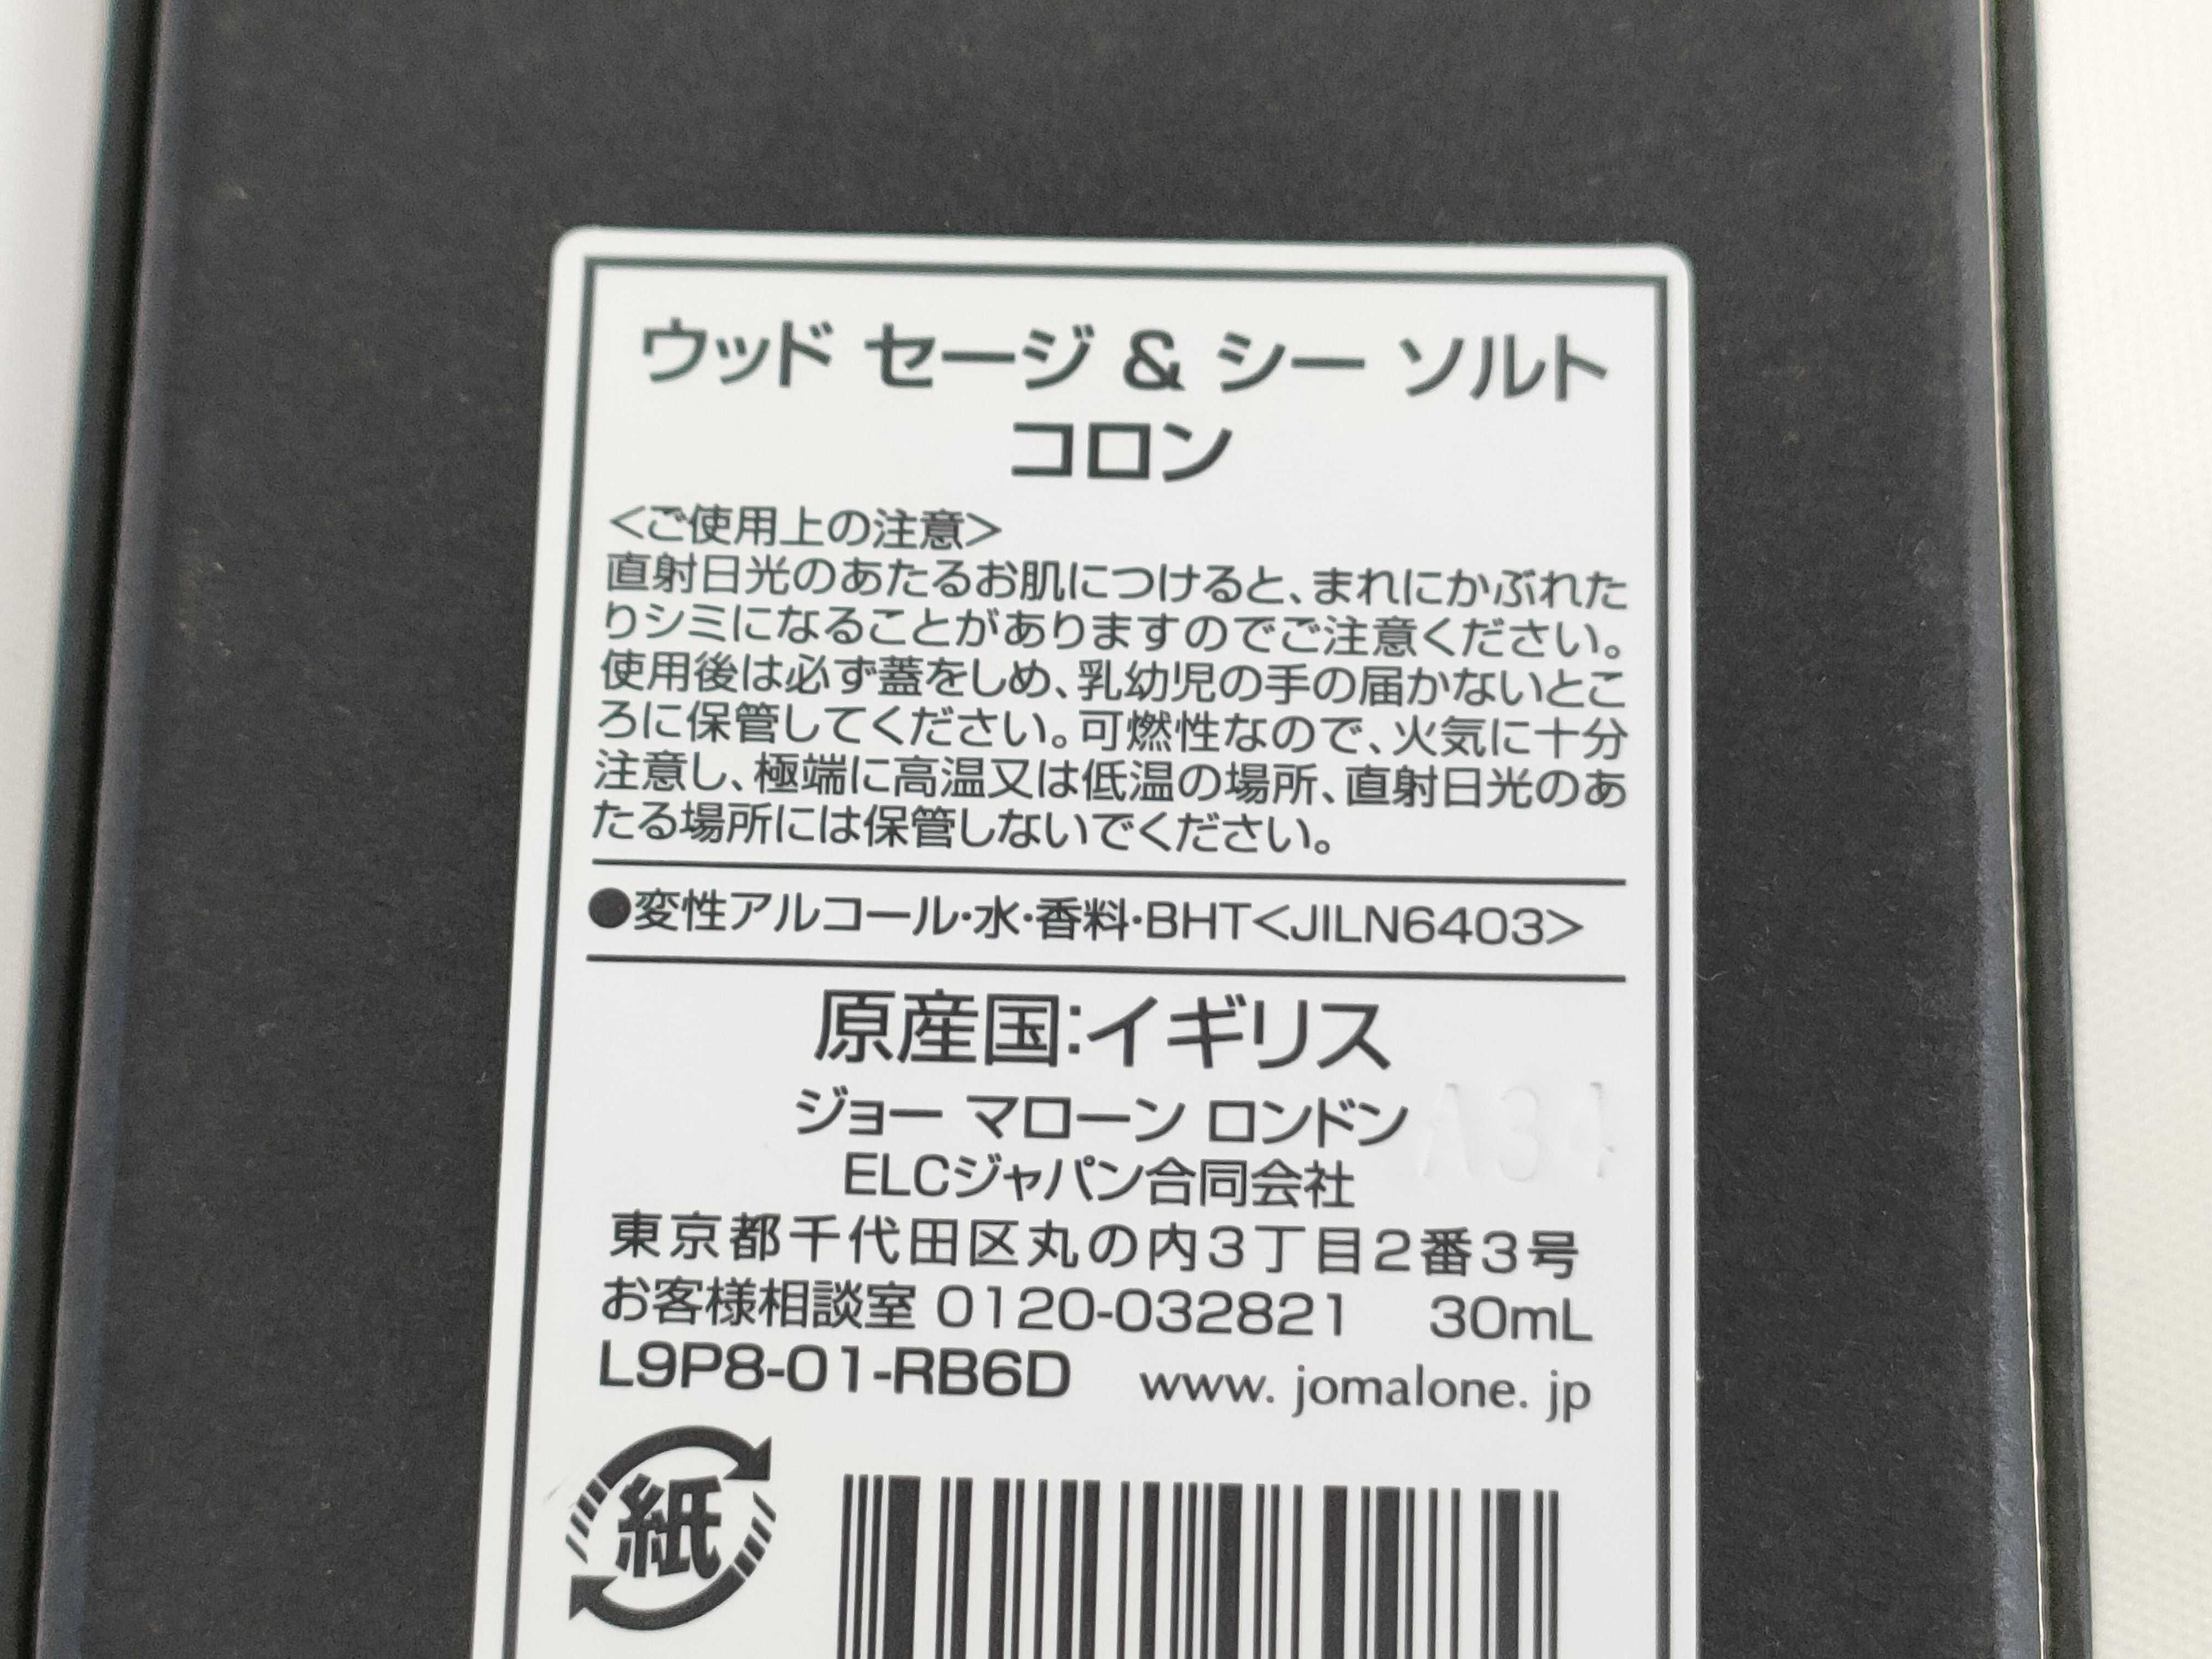 ウッド セージ & シー ソルト
コロン
<ご使用上の注意>
直射日光のあたるお肌につけると、まれにかぶれた
りシミになることがありますのでご注意ください。
使用後は必ず蓋をしめ、乳幼児の手の届かないとこ
ろに保管してください。可燃性なので、火気に十分
注意し、極端に高温又は低温の場所、直射日光のあ
たる場所には保管しないでください。
●変性アルコール・水・香料・BHT<JILN6403>
原産国:イギリス
ジョー マローン ロンドン
A34
ELCジャパン合同会社
東京都千代田区丸の内3丁目2番3号
お客様相談室 0120-032821 30mL
L9P8-01-RB6D www. jomalone. jp
紙